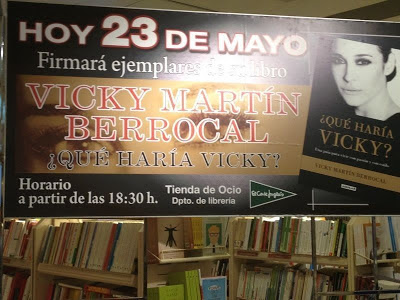 HOY 23 DE MAYO
Firmará ejemplares de su libro
VICKY MARTÍN
BERROCAL
¿QUÉ HARÍA VICKY?
Horario
a partir de las 18:30 h.
Tienda de Ocio
Dpto. de librería
El Corte Inglés
¿QUÉ HARÍA
VICKY?
VICKY MARTÍN BERROCAL